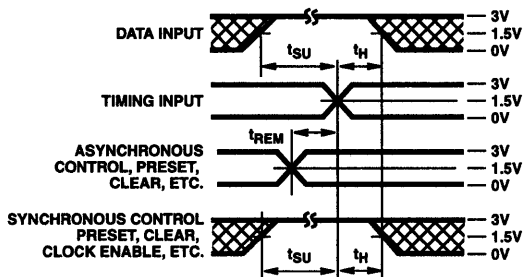 DATA INPUT
tSU
tH
3V
1.5V
0V
TIMING INPUT
3V
1.5V
0V
tREM
ASYNCHRONOUS
CONTROL, PRESET,
CLEAR, ETC.
3V
1.5V
0V
SYNCHRONOUS CONTROL
PRESET, CLEAR,
CLOCK ENABLE, ETC.
tSU
tH
3V
1.5V
0V